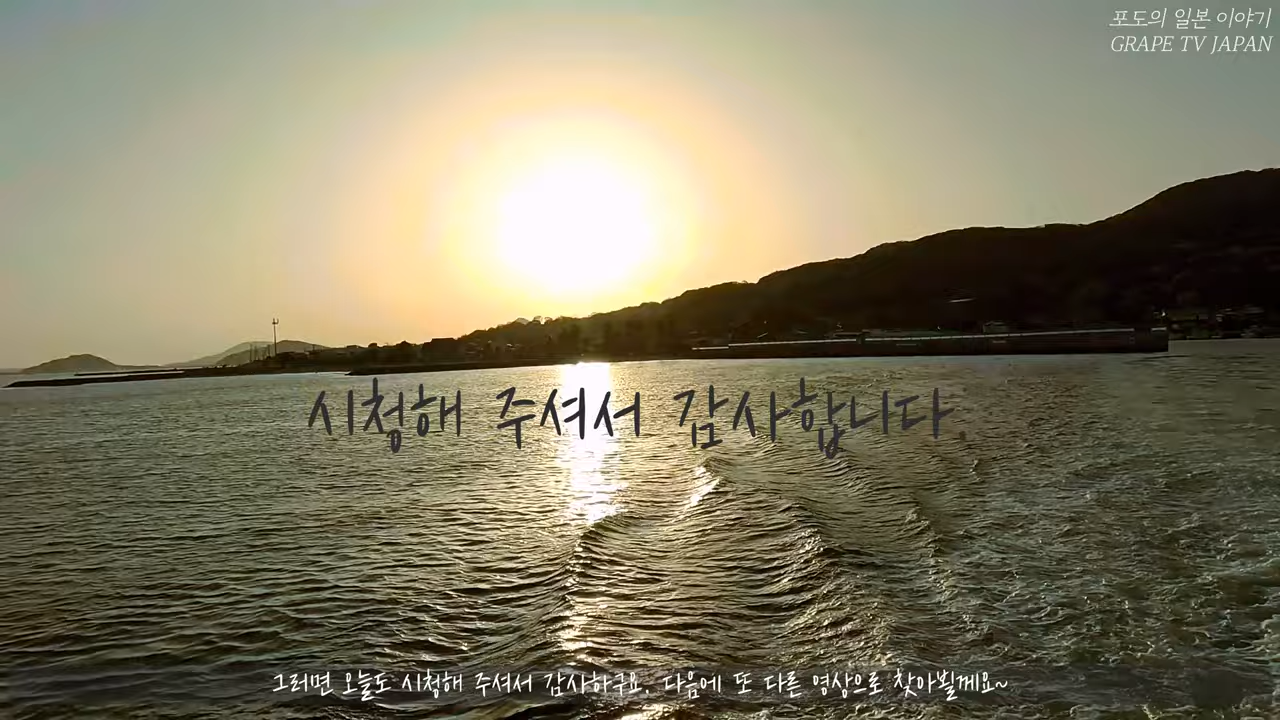 포도의 일본 이야기
GRAPE TV JAPAN
시청해 주셔서 감사합니다
그러면 오늘도 시청해 주셔서 감사하구요, 다음에 또 다른 영상으로 찾아뵐께요~